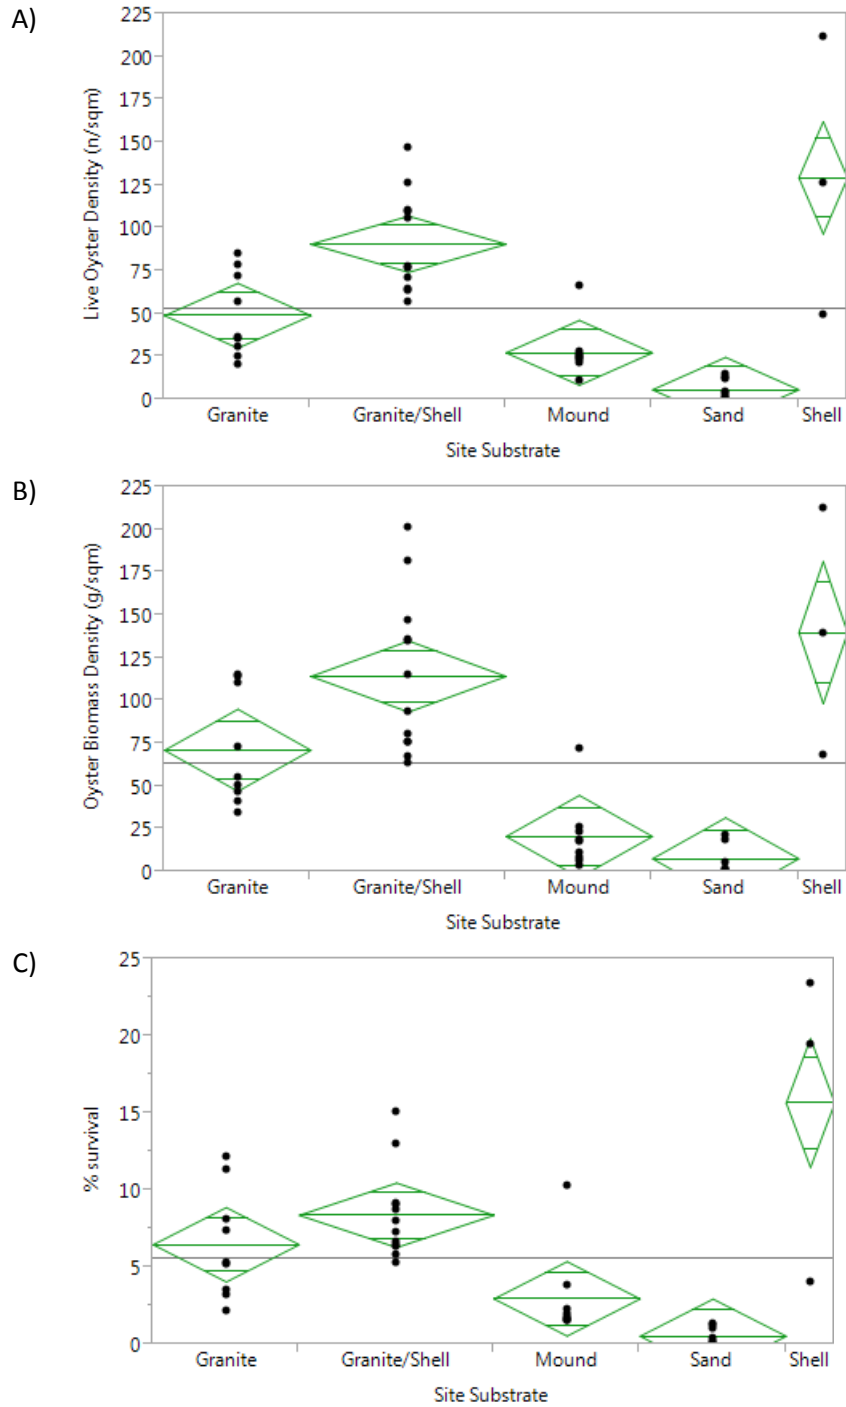 A)
225
200
175
150
125
100
75
50
25
0
Live Oyster Density (n/sqm)
Granite Granite/Shell Mound Sand Shell
Site Substrate
B)
225
200
175
150
125
100
75
50
25
0
Oyster Biomass Density (g/sqm)
Granite Granite/Shell Mound Sand Shell
Site Substrate
C)
25
20
15
10
5
0
% survival
Granite Granite/Shell Mound Sand Shell
Site Substrate